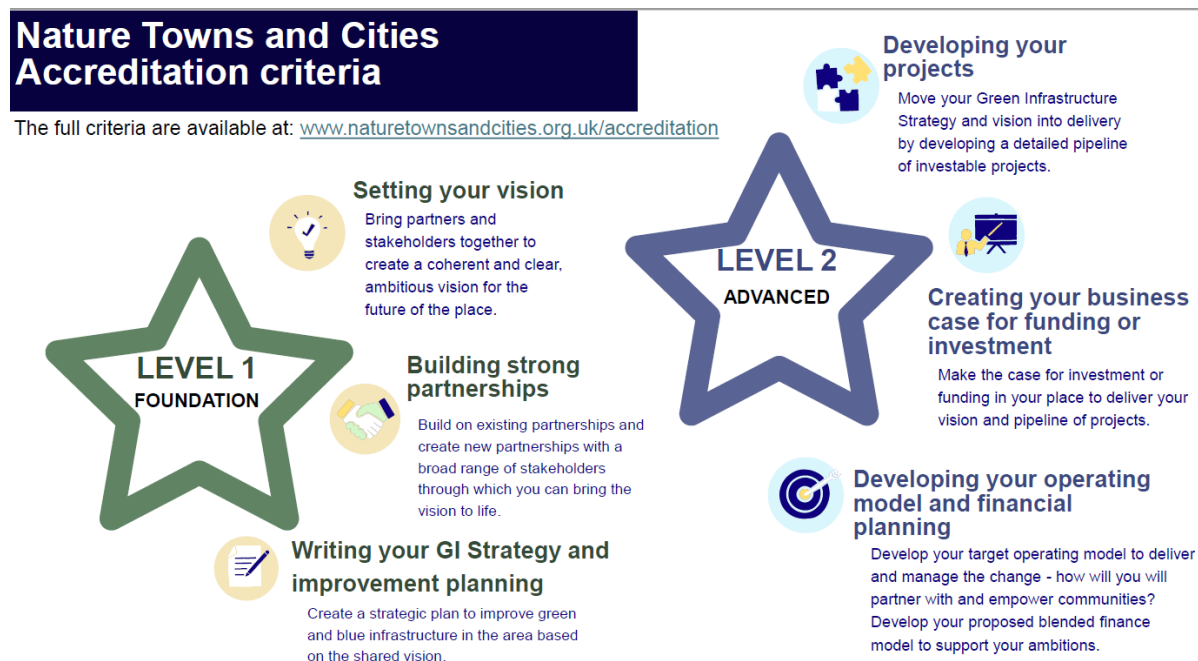 Nature Towns and Cities
Accreditation criteria
The full criteria are available at: www.naturetownsandcities.org.uk/accreditation
LEVEL 1
FOUNDATION
Setting your vision
Bring partners and
stakeholders together to
create a coherent and clear,
ambitious vision for the
future of the place.
Building strong
partnerships
Build on existing partnerships and
create new partnerships with a
broad range of stakeholders
through which you can bring the
vision to life.
Writing your GI Strategy and
improvement planning
Create a strategic plan to improve green
and blue infrastructure in the area based
on the shared vision.
LEVEL 2
ADVANCED
Developing your
projects
Move your Green Infrastructure
Strategy and vision into delivery
by developing a detailed pipeline
of investable projects.
Creating your business
case for funding or
investment
Make the case for investment or
funding in your place to deliver your
vision and pipeline of projects.
Developing your operating
model and financial
planning
Develop your target operating model to deliver
and manage the change - how will you will
partner with and empower communities?
Develop your proposed blended finance
model to support your ambitions.